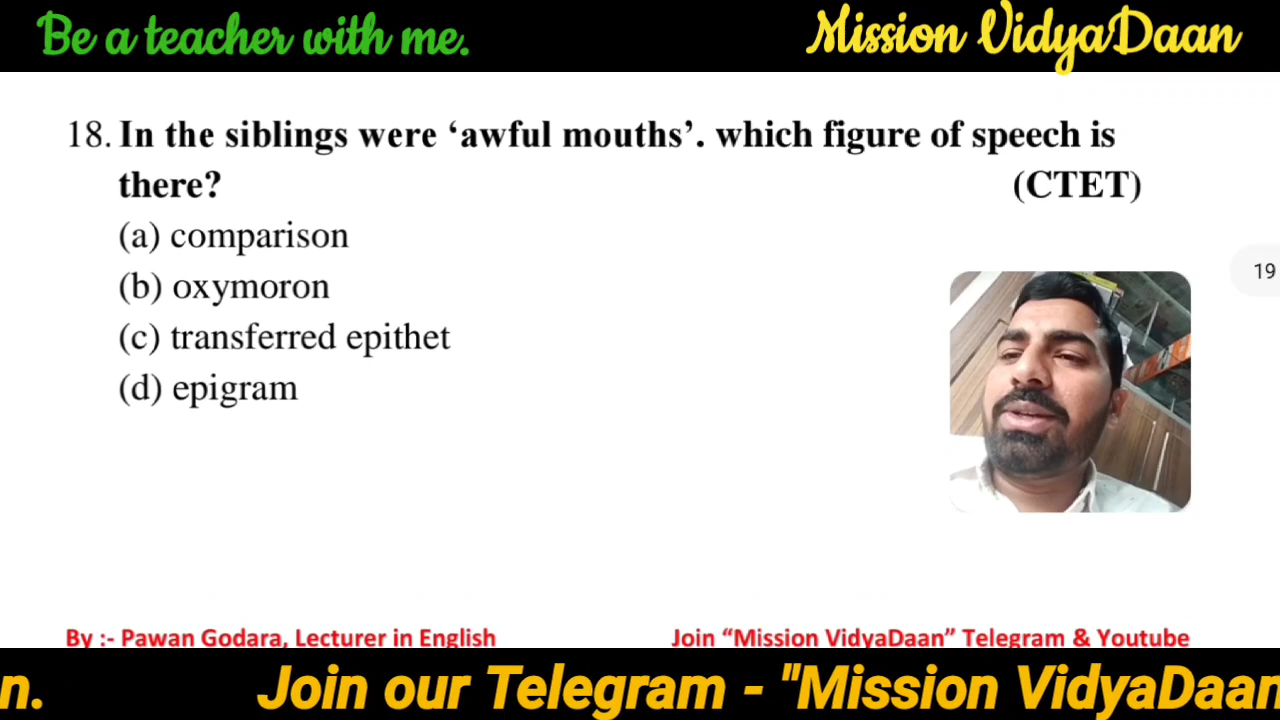 Be a teacher with me.
Mission VidyaDaan
18. In the siblings were ‘awful mouths’. which figure of speech is
there? (CTET)
(a) comparison
19
(b) oxymoron
(c) transferred epithet
(d) epigram
By :- Pawan Godara, Lecturer in English
Join “Mission VidyaDaan” Telegram & Youtube
n. Join our Telegram - "Mission VidyaDaan